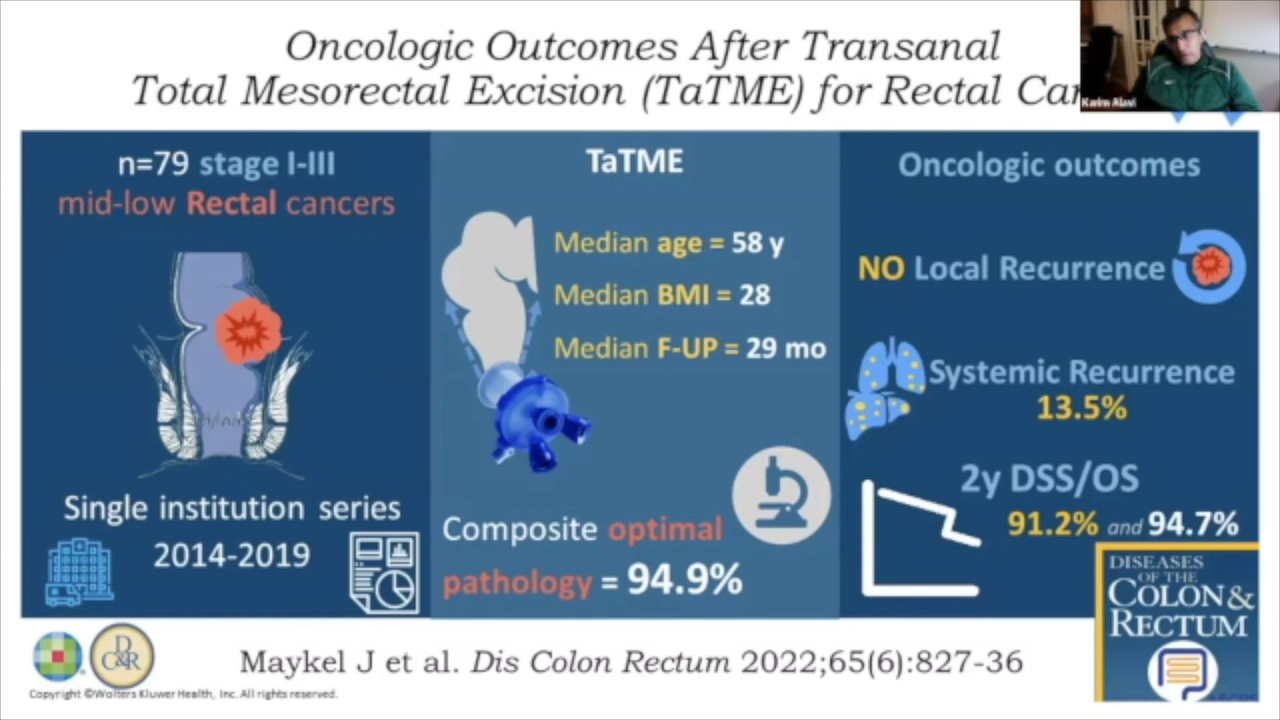 Oncologic Outcomes After Transanal
Total Mesorectal Excision (TaTME) for Rectal Can
Karim Alavi
n=79 stage I-III
mid-low Rectal cancers
Single institution series
2014-2019
TaTME
Median age = 58 y
Median BMI = 28
Median F-UP = 29 mo
Composite optimal
pathology = 94.9%
Oncologic outcomes
NO Local Recurrence
Systemic Recurrence
13.5%
2y DSS/OS
91.2% and 94.7%
DISEASES
OF THE
COLON &
RECTUM
D
C&R
Maykel J et al. Dis Colon Rectum 2022;65(6):827-36
Copyright ©Wolters Kluwer Health, Inc. All rights reserved.